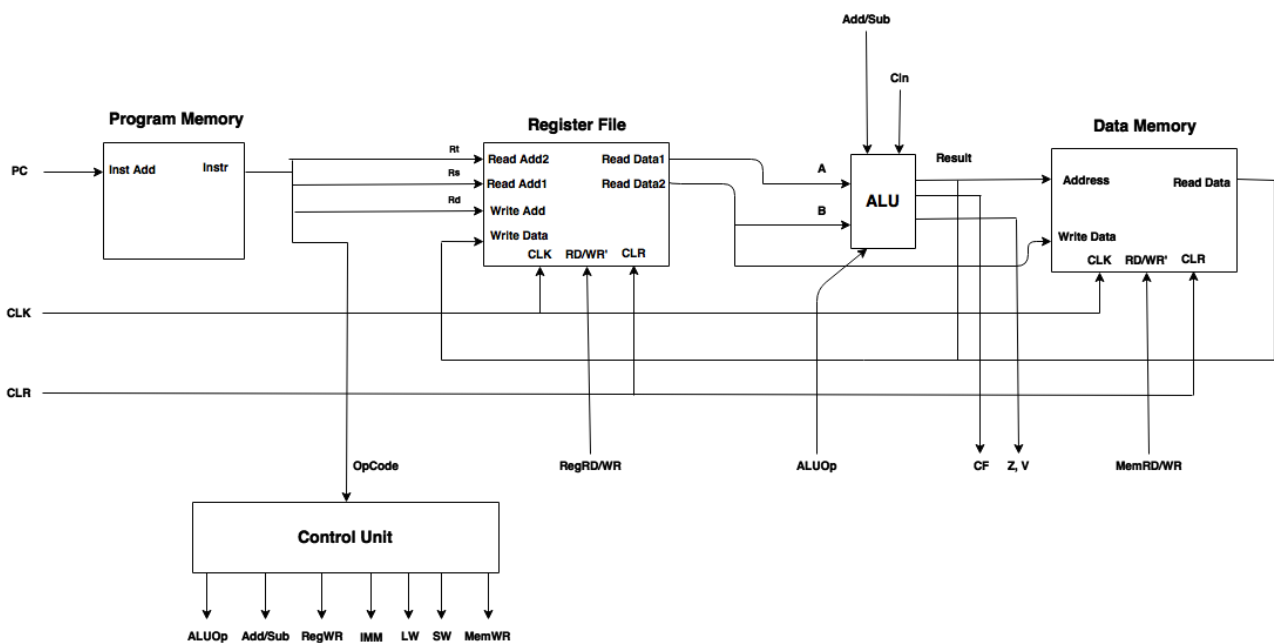 Add/Sub
Cin
Program Memory
Register File
Data Memory
PC
Inst Add
Instr
Rt
Rs
Rd
Read Add2
Read Add1
Write Add
Write Data
Read Data1
Read Data2
CLK
RD/WR'
CLR
A
B
ALU
Result
Address
Read Data
Write Data
CLK
RD/WR'
CLR
CLK
CLR
OpCode
RegRD/WR
ALUOp
CF
Z, V
MemRD/WR
Control Unit
ALUOp
Add/Sub
RegWR
IMM
LW
SW
MemWR